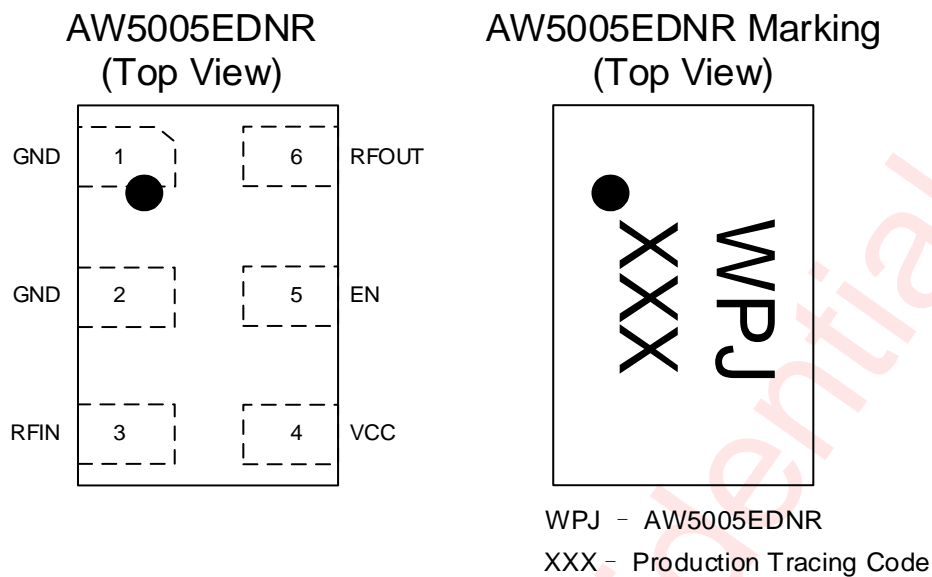 AW5005EDNR
(Top View)
GND 1 6 RFOUT
GND 2 5 EN
RFIN 3 4 VCC
AW5005EDNR Marking
(Top View)
WPJ
XXX
WPJ – AW5005EDNR
XXX – Production Tracing Code